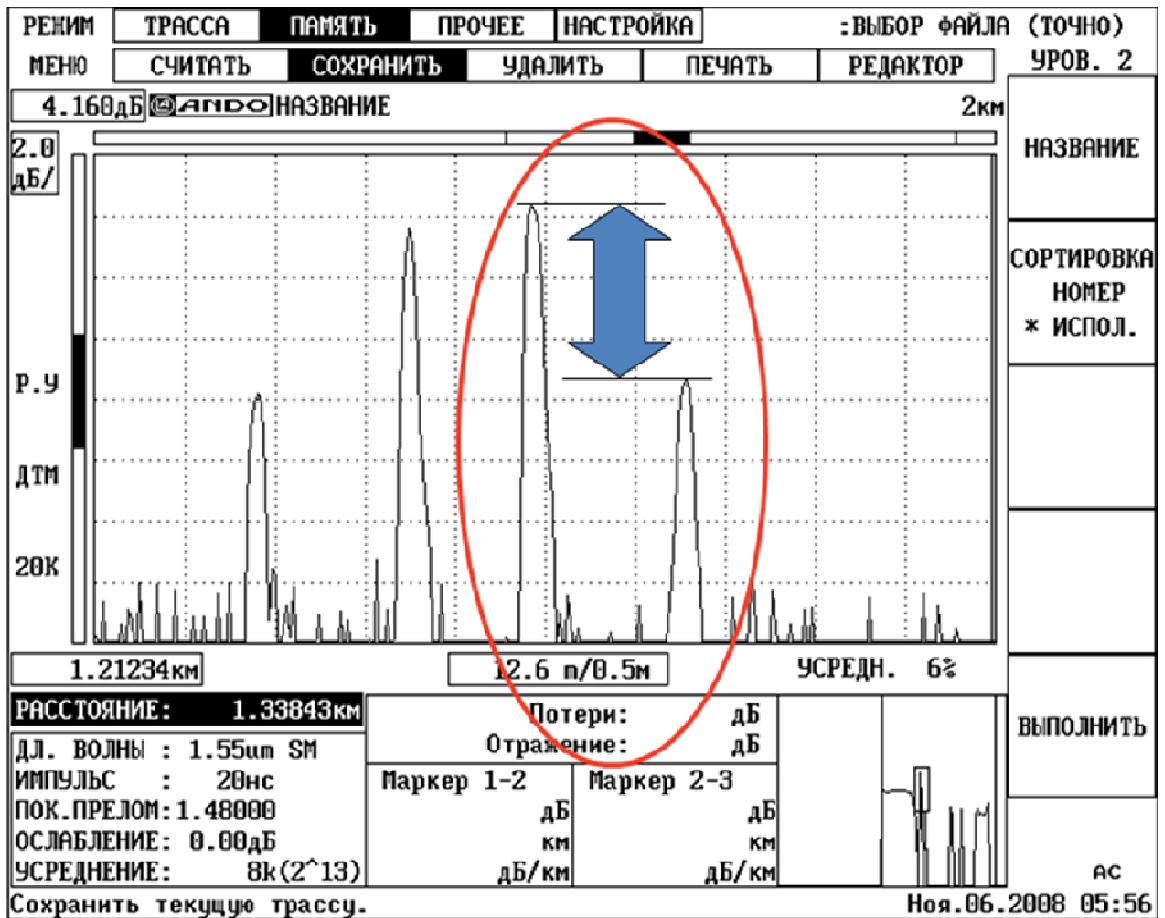 РЕЖИМ ТРАССА ПАМЯТЬ ПРОЧЕЕ НАСТРОЙКА :ВЫБОР ФАЙЛА (ТОЧНО)
МЕНЮ СЧИТАТЬ СОХРАНИТЬ УДАЛИТЬ ПЕЧАТЬ РЕДАКТОР УРОВ. 2
4.160дБ ANDO НАЗВАНИЕ 2км
2.0
дБ/
НАЗВАНИЕ
СОРТИРОВКА
НОМЕР
* ИСПОЛ.
Р.У
ДТМ
20К
1.21234км 12.6 m/0.5м УСРЕДН. 6%
РАССТОЯНИЕ: 1.33843км
ДЛ. ВОЛНЫ : 1.55um SM
ИМПУЛЬС : 20нс
ПОК.ПРЕЛОМ:1.48000
ОСЛАБЛЕНИЕ: 0.00дБ
УСРЕДНЕНИЕ: 8k(2^13)
Потери: дБ
Отражение: дБ
Маркер 1-2 Маркер 2-3
дБ дБ
км км
дБ/км дБ/км
ВЫПОЛНИТЬ
AC
Сохранить текущую трассу. Ноя.06.2008 05:56